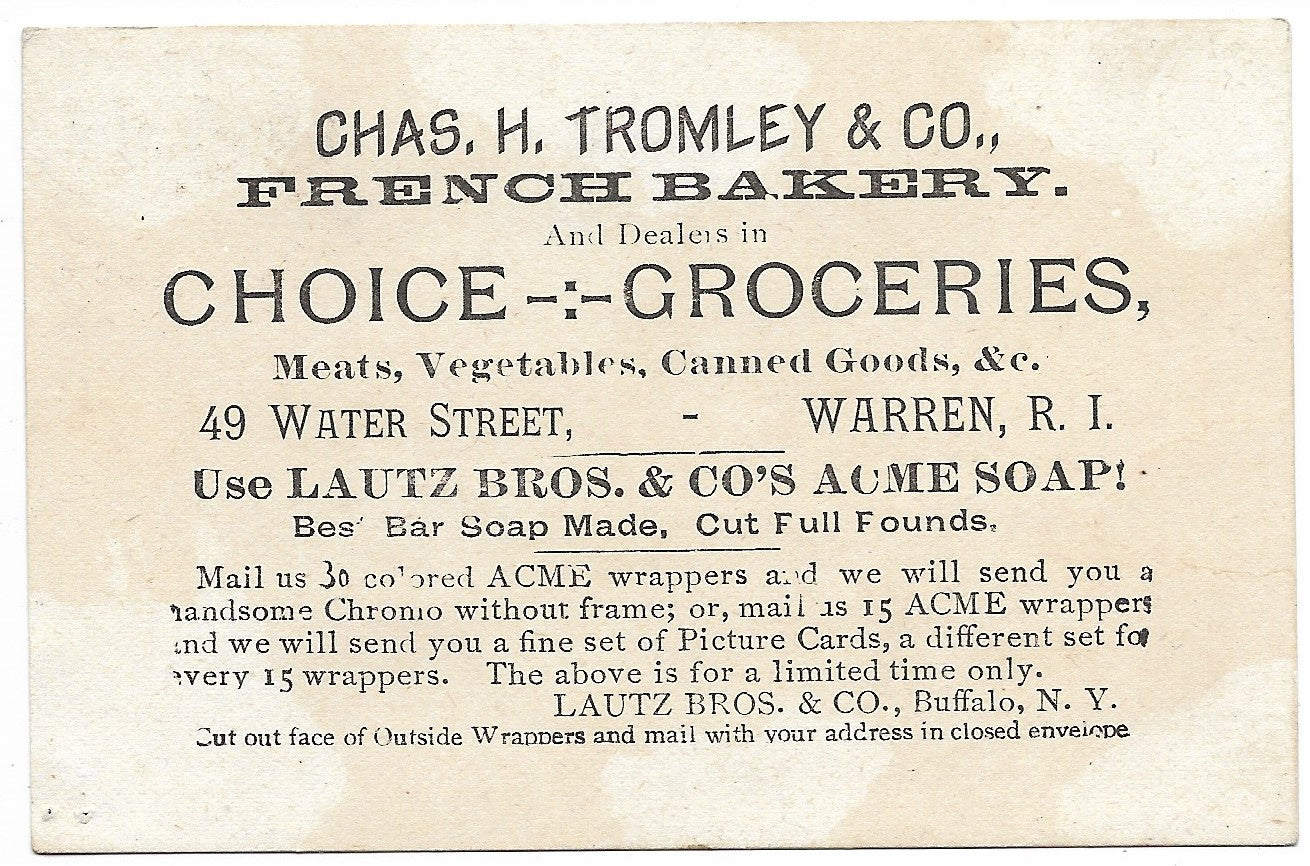 CHAS. H. TROMLEY & CO.,
FRENCH BAKERY.
And Dealers in
CHOICE -:- GROCERIES,
Meats, Vegetables, Canned Goods, &c.
49 WATER STREET, - WARREN, R. I.
Use LAUTZ BROS. & CO'S ACME SOAP!
Best Bar Soap Made, Cut Full Pounds.
Mail us 30 colored ACME wrappers and we will send you a
handsome Chromo without frame; or, mail us 15 ACME wrappers
and we will send you a fine set of Picture Cards, a different set for
every 15 wrappers. The above is for a limited time only.
LAUTZ BROS. & CO., Buffalo, N. Y.
Cut out face of Outside Wrappers and mail with your address in closed envelope